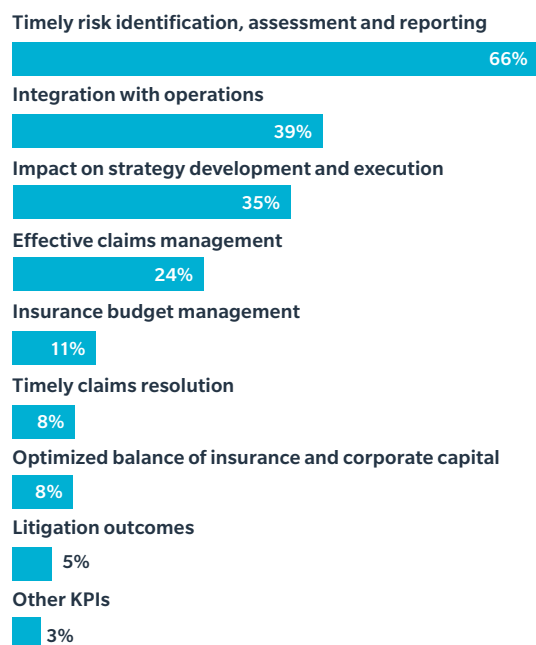 Timely risk identification, assessment and reporting
66%
Integration with operations
39%
Impact on strategy development and execution
35%
Effective claims management
24%
Insurance budget management
11%
Timely claims resolution
8%
Optimized balance of insurance and corporate capital
8%
Litigation outcomes
5%
Other KPIs
3%